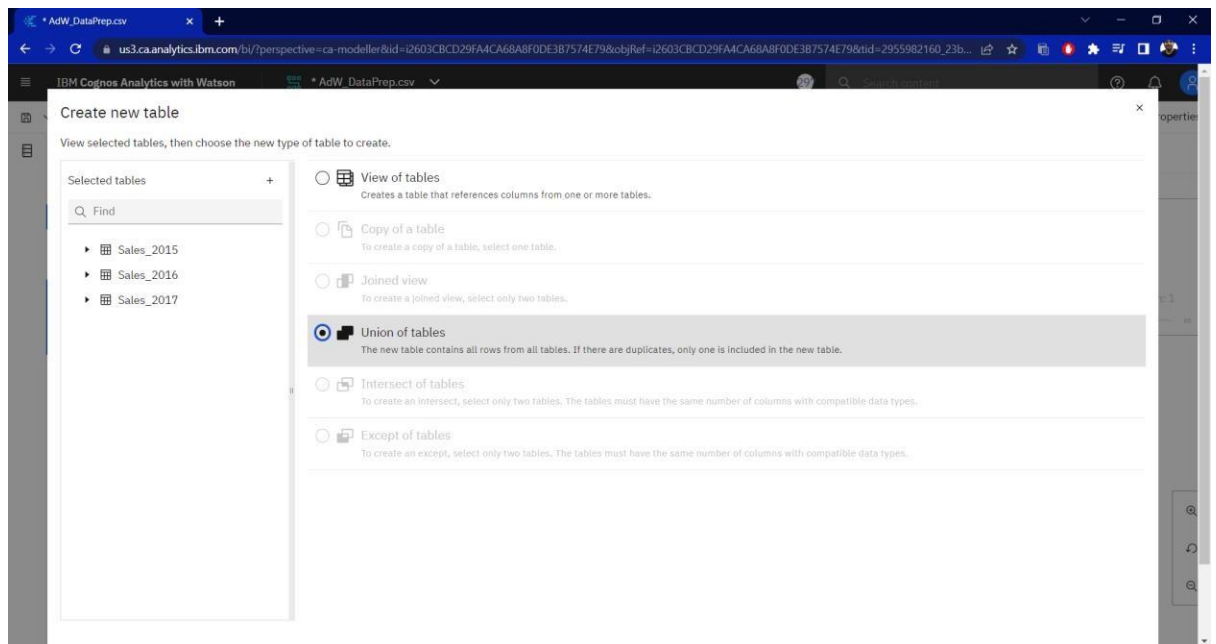 * AdW_DataPrep.csv
us3.ca.analytics.ibm.com/bi/?perspective=ca-modeller&id=i2603CBCD29FA4CA68A8F0DE3B7574E79&objRef=i2603CBCD29FA4CA68A8F0DE3B7574E79&tid=2955982160_23b...
IBM Cognos Analytics with Watson
* AdW_DataPrep.csv
Search content
Create new table
View selected tables, then choose the new type of table to create.
Selected tables
Find
Sales_2015
Sales_2016
Sales_2017
View of tables
Creates a table that references columns from one or more tables.
Copy of a table
To create a copy of a table, select one table.
Joined view
To create a joined view, select only two tables.
Union of tables
The new table contains all rows from all tables. If there are duplicates, only one is included in the new table.
Intersect of tables
To create an intersect, select only two tables. The tables must have the same number of columns with compatible data types.
Except of tables
To create an except, select only two tables. The tables must have the same number of columns with compatible data types.